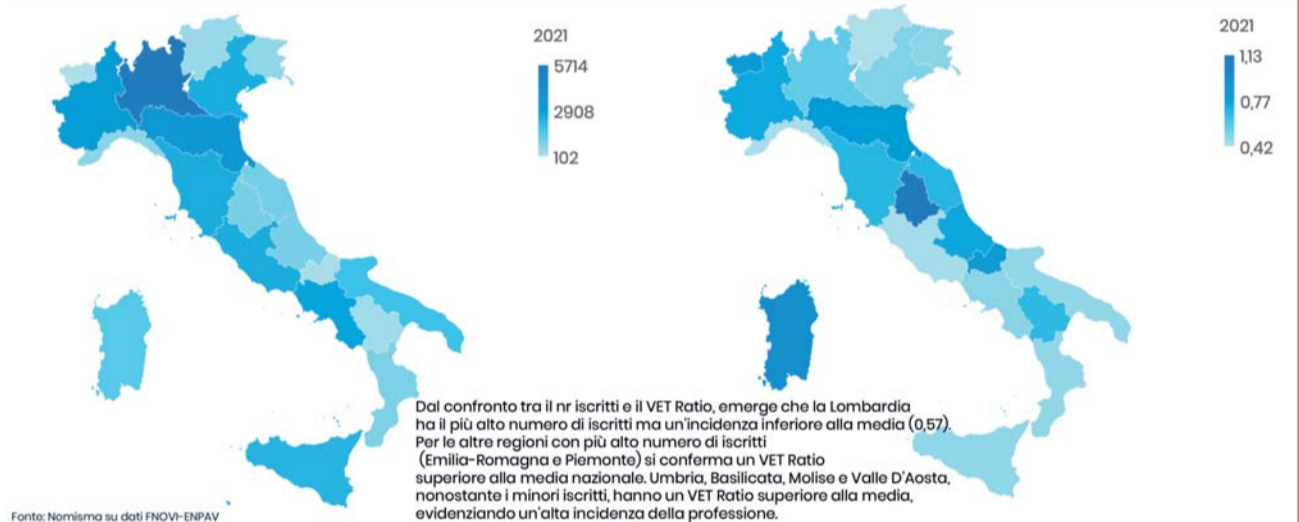 2021
5714
2908
102
2021
1,13
0,77
0,42
Dal confronto tra il nr iscritti e il VET Ratio, emerge che la Lombardia
ha il più alto numero di iscritti ma un'incidenza inferiore alla media (0,57).
Per le altre regioni con più alto numero di iscritti
(Emilia-Romagna e Piemonte) si conferma un VET Ratio
superiore alla media nazionale. Umbria, Basilicata, Molise e Valle D'Aosta,
nonostante i minori iscritti, hanno un VET Ratio superiore alla media,
evidenziando un'alta incidenza della professione.
Fonte: Nomisma su dati FNOVI-ENPAV